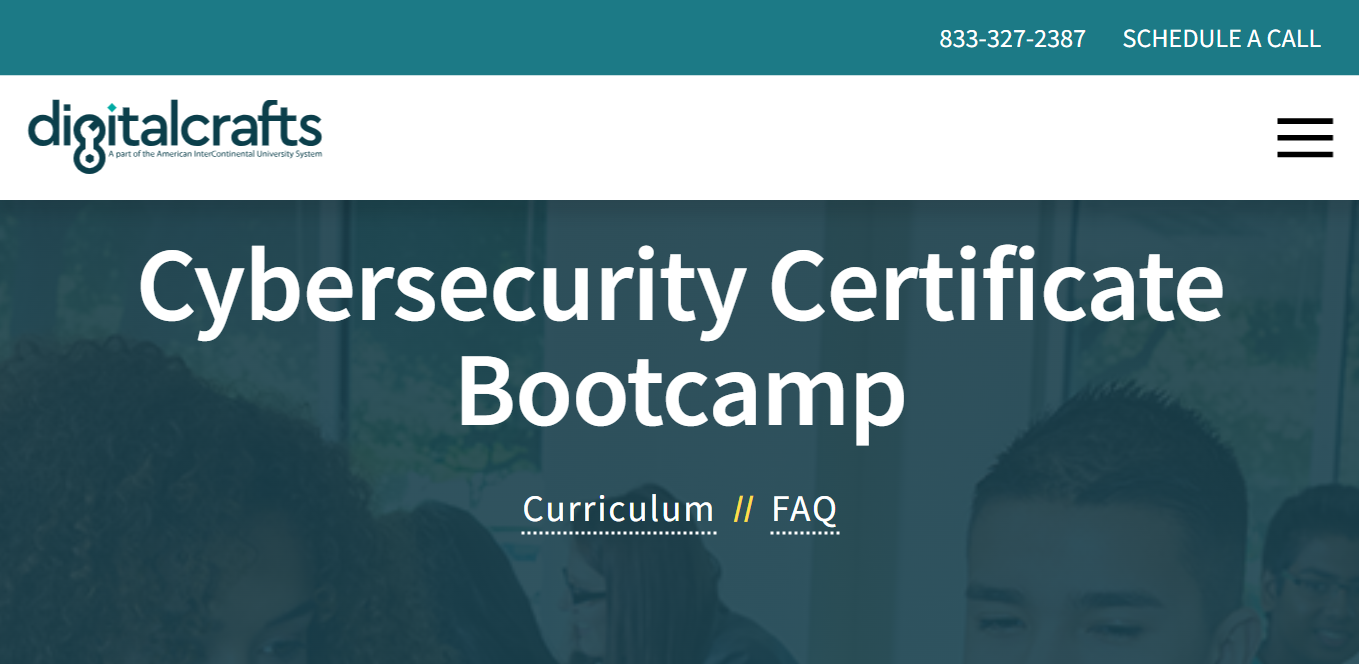 833-327-2387 SCHEDULE A CALL
digitalcrafts
A part of the American InterContinental University System
Cybersecurity Certificate
Bootcamp
Curriculum // FAQ